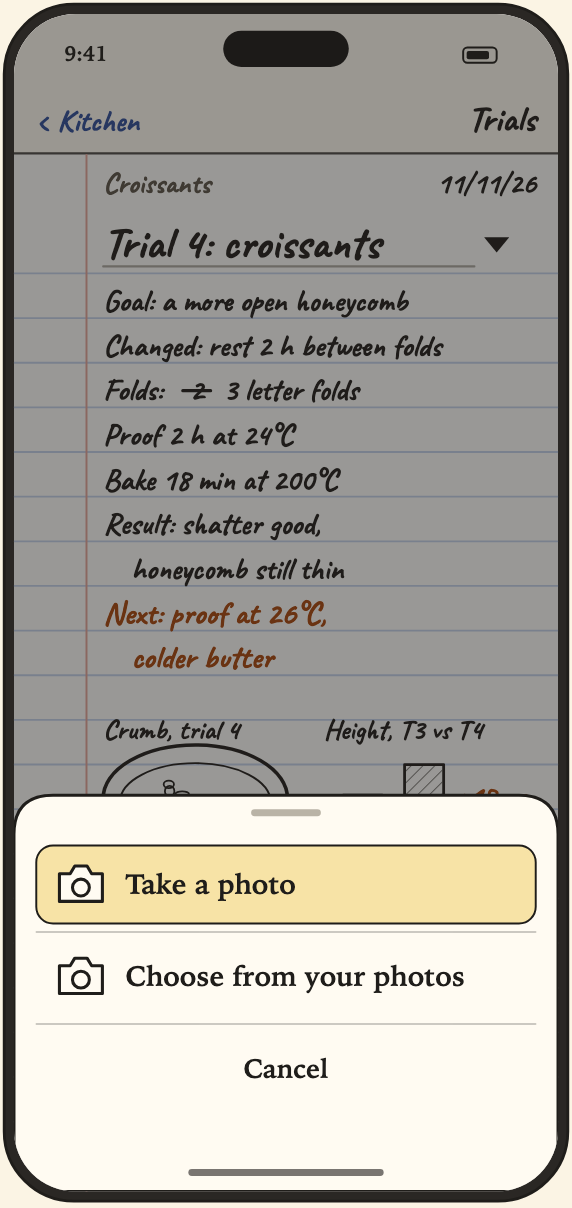 9:41
< Kitchen Trials
Croissants 11/11/26
Trial 4: croissants
Goal: a more open honeycomb
Changed: rest 2 h between folds
Folds: 2 3 letter folds
Proof 2 h at 24°C
Bake 18 min at 200°C
Result: shatter good,
honeycomb still thin
Next: proof at 26°C,
colder butter
Crumb, trial 4 Height, T3 vs T4
Take a photo
Choose from your photos
Cancel